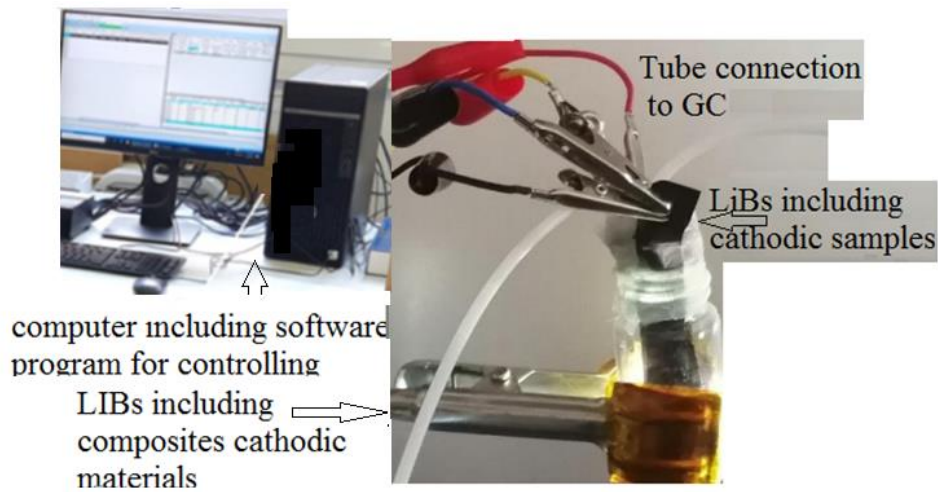 Tube connection
to GC
LiBs including
cathodic samples
computer including software
program for controlling
LIBs including
composites cathodic
materials